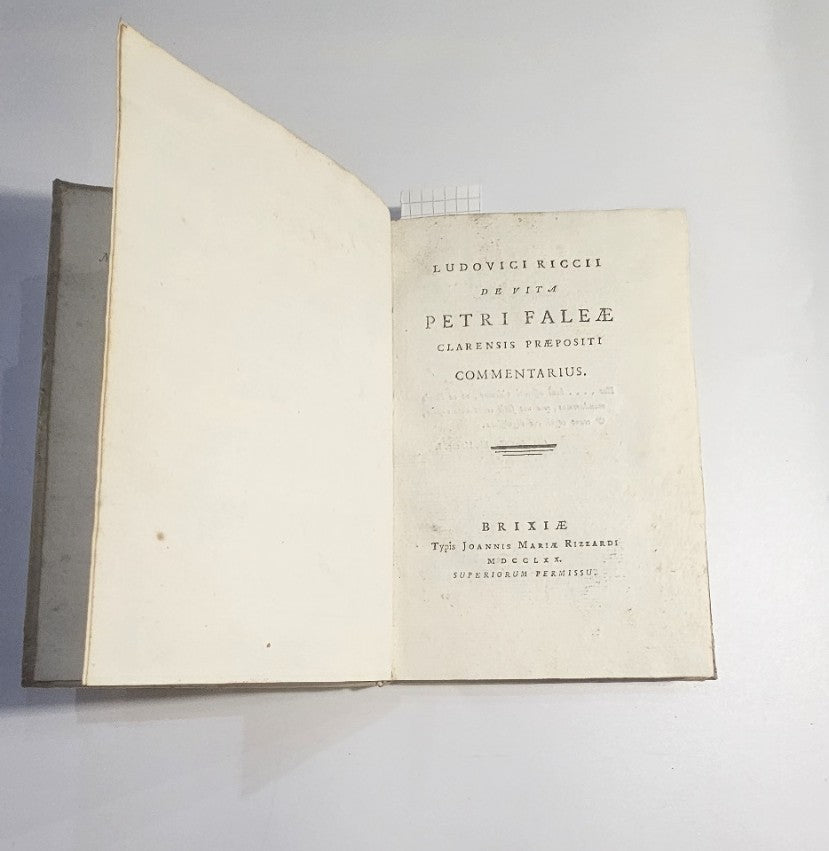 LUDOVICI RICCII
DE VITA
PETRI FALEÆ
CLARENSIS PRÆPOSITI
COMMENTARIUS.
BRIXIÆ
Typis JOANNIS MARIÆ RIZZARDI
MDCCLXX.
SUPERIORUM PERMISSU.